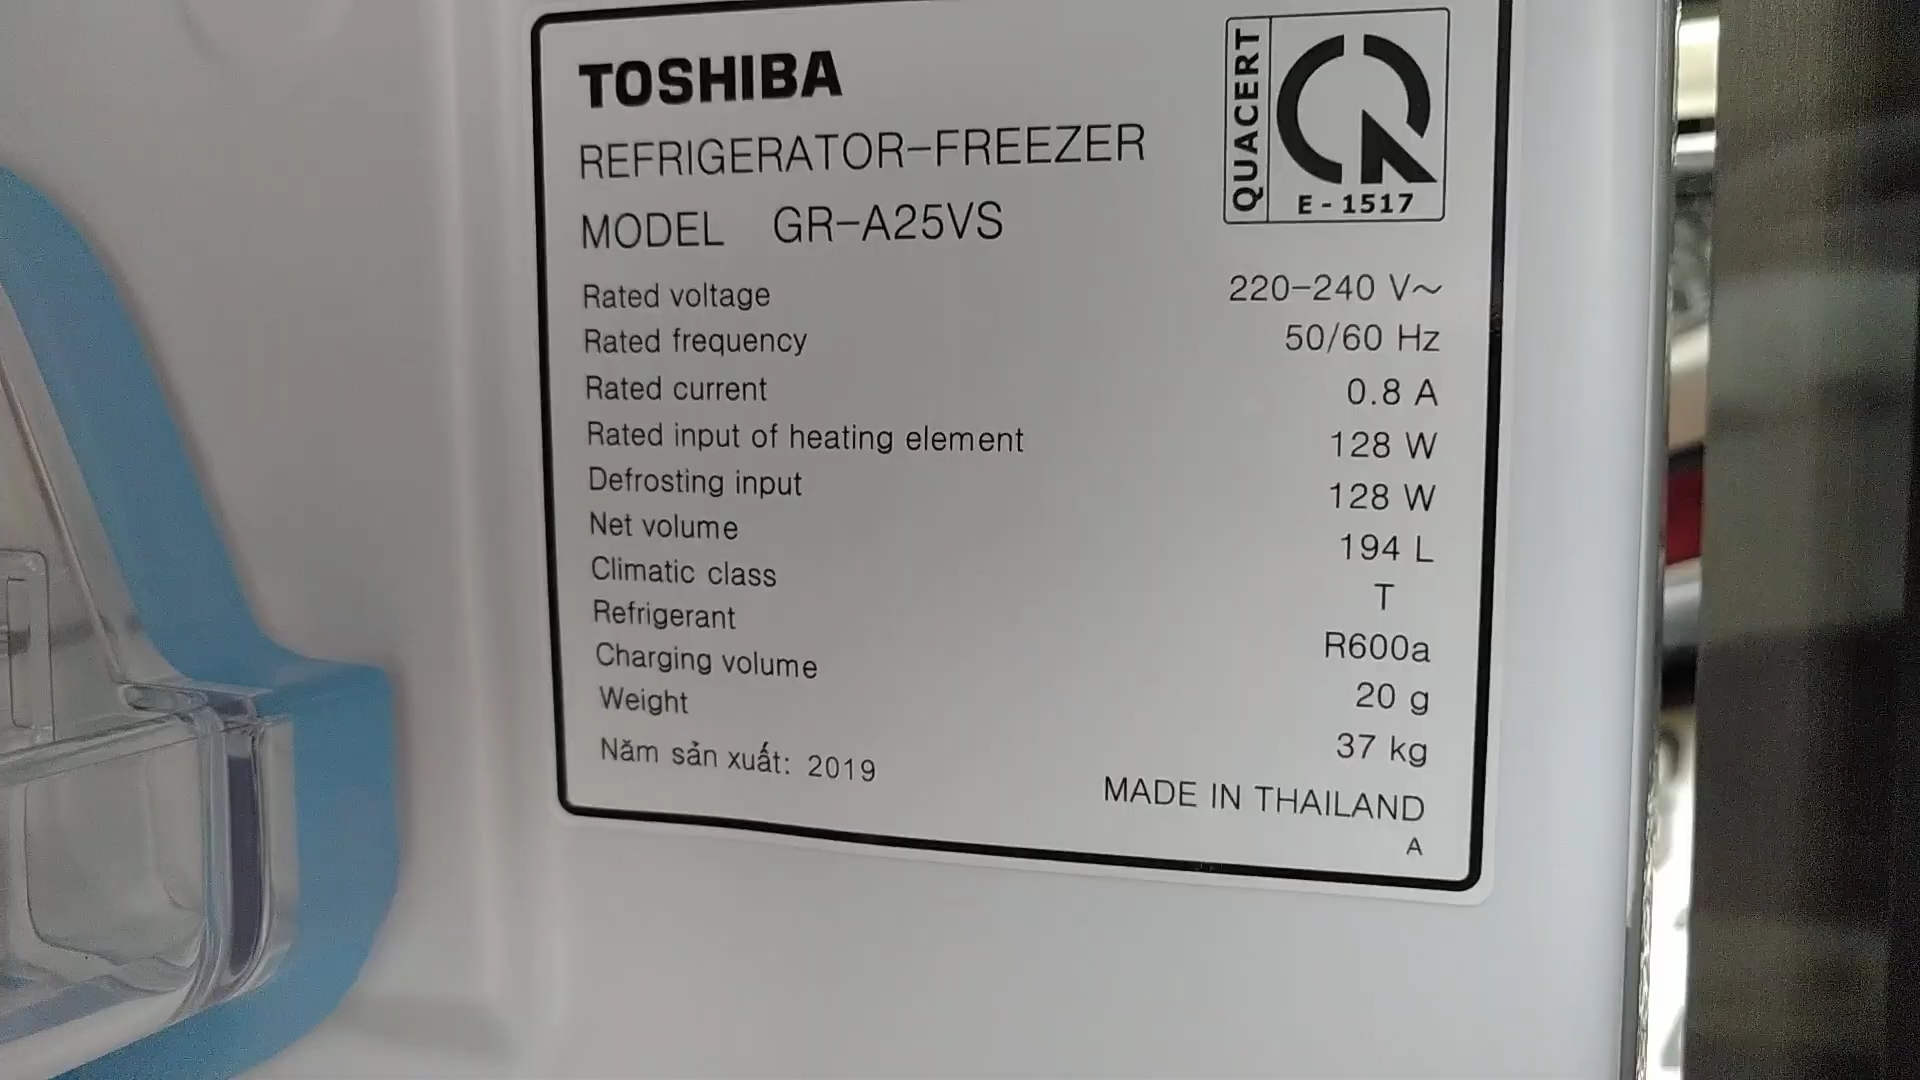 TOSHIBA
REFRIGERATOR-FREEZER
MODEL GR-A25VS
QUACERT
E - 1517
Rated voltage 220-240 V~
Rated frequency 50/60 Hz
Rated current 0.8 A
Rated input of heating element 128 W
Defrosting input 128 W
Net volume 194 L
Climatic class T
Refrigerant R600a
Charging volume 20 g
Weight 37 kg
Năm sản xuất: 2019
MADE IN THAILAND
A